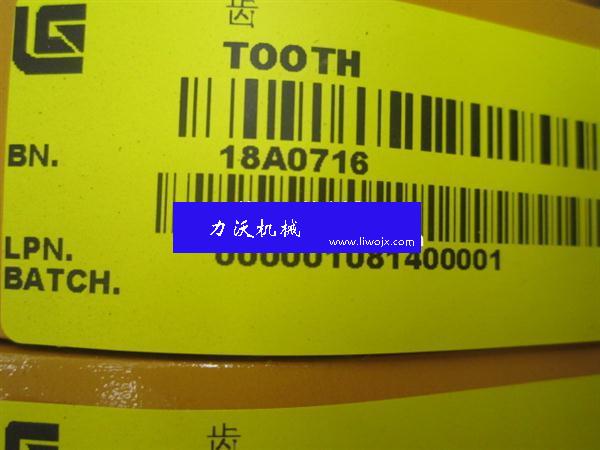 齿
TOOTH
BN. 18A0716
力沃机械
www.liwojx.com
LPN. 000001081400001
BATCH.
齿